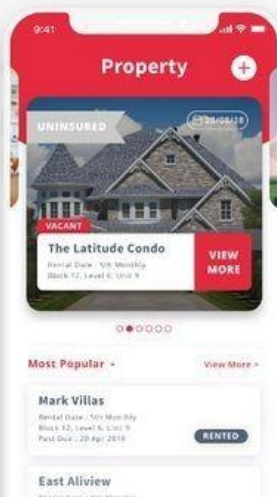 9:41
Property
UNINSURED
VACANT
The Latitude Condo
Rental Date : 5th Monthly
Block 12, Level 6, Unit 9
VIEW
MORE
Most Popular
View More >
Mark Villas
Rental Date : 5th Monthly
Block 12, Level 6, Unit 9
Past Due : 20 Apr 2018
RENTED
East Aliview